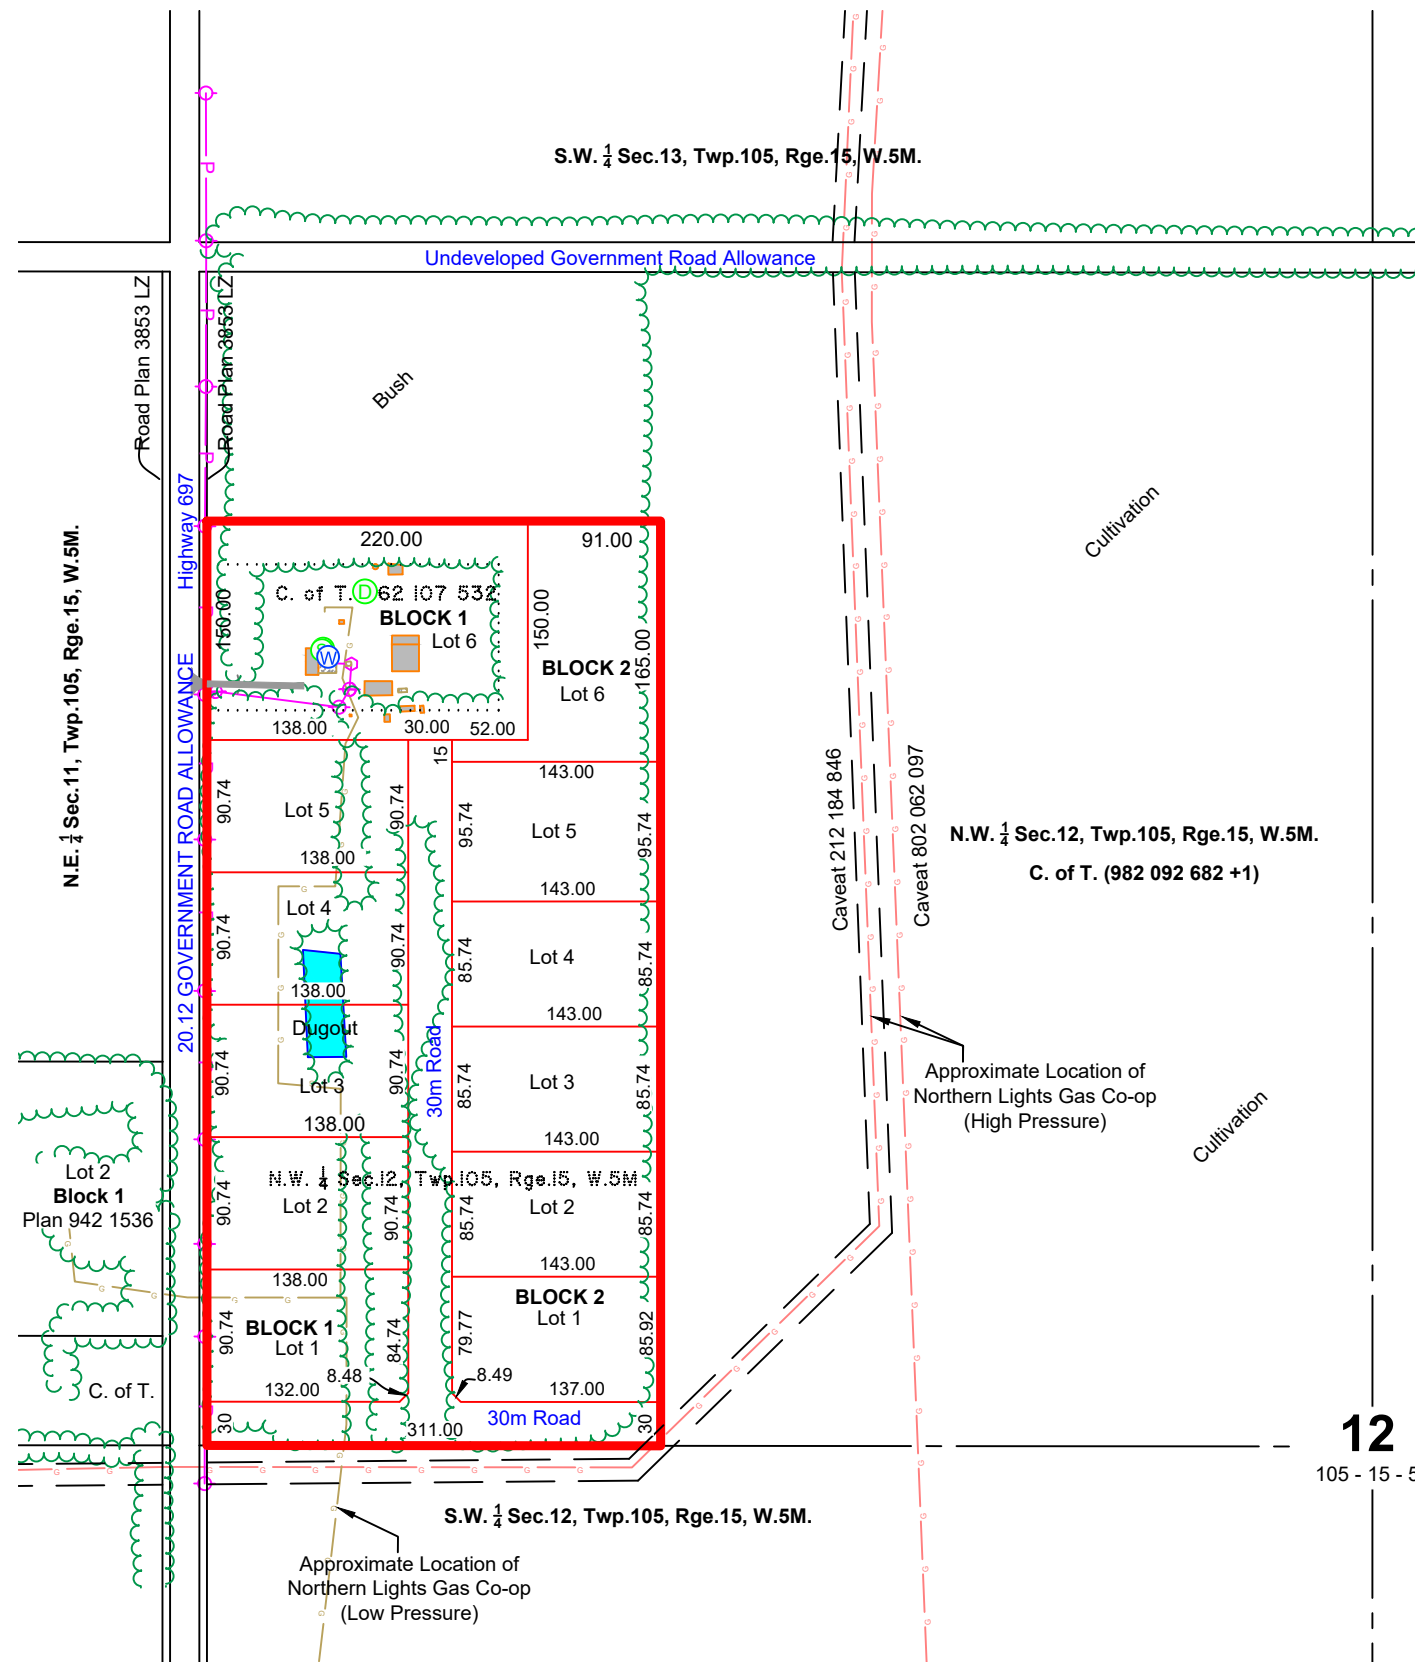 S.W. 1/4 Sec.13, Twp.105, Rge.15, W.5M.
Undeveloped Government Road Allowance
Road Plan 3853 LZ
Road Plan 3853 LZ
P
P
P
Bush
Highway 697
20.12 GOVERNMENT ROAD ALLOWANCE
N.E. 1/4 Sec.11, Twp.105, Rge.15, W.5M.
Cultivation
220.00
91.00
C. of T.
D
62 107 532
BLOCK 1
Lot 6
W
150.00
150.00
165.00
BLOCK 2
Lot 6
138.00
30.00
52.00
15
143.00
90.74
Lot 5
90.74
95.74
Lot 5
95.74
138.00
143.00
Caveat 212 184 846
Caveat 802 062 097
N.W. 1/4 Sec.12, Twp.105, Rge.15, W.5M.
C. of T. (982 092 682 +1)
90.74
Lot 4
90.74
85.74
Lot 4
85.74
138.00
143.00
Dugout
90.74
Lot 3
90.74
30m Road
85.74
Lot 3
85.74
138.00
143.00
Approximate Location of
Northern Lights Gas Co-op
(High Pressure)
Cultivation
N.W. 1/4 Sec.12, Twp.105, Rge.15, W.5M
Lot 2
Block 1
Plan 942 1536
90.74
Lot 2
90.74
85.74
Lot 2
85.74
138.00
143.00
BLOCK 1
Lot 1
90.74
84.74
79.77
BLOCK 2
Lot 1
85.92
8.48
8.49
132.00
137.00
C. of T.
30
311.00
30m Road
30
12
105 - 15 - 5
S.W. 1/4 Sec.12, Twp.105, Rge.15, W.5M.
Approximate Location of
Northern Lights Gas Co-op
(Low Pressure)